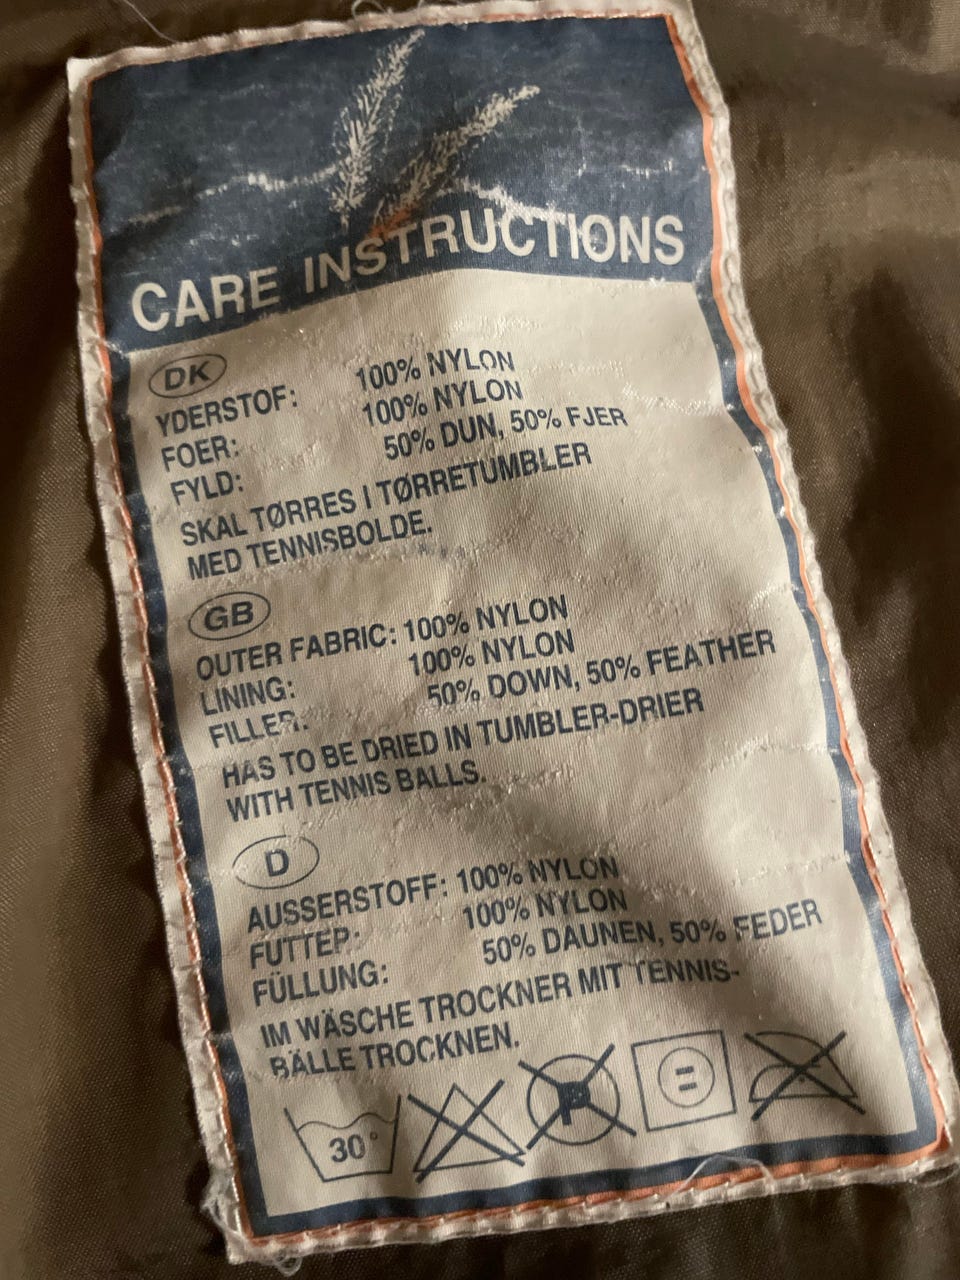 CARE INSTRUCTIONS
DK
YDERSTOF: 100% NYLON
FOER: 100% NYLON
FYLD: 50% DUN, 50% FJER
SKAL TØRRES I TØRRETUMBLER
MED TENNISBOLDE.
GB
OUTER FABRIC: 100% NYLON
LINING: 100% NYLON
FILLER: 50% DOWN, 50% FEATHER
HAS TO BE DRIED IN TUMBLER-DRIER
WITH TENNIS BALLS.
D
AUSSERSTOFF: 100% NYLON
FUTTER: 100% NYLON
FÜLLUNG: 50% DAUNEN, 50% FEDER
IM WÄSCHE TROCKNER MIT TENNIS-
BÄLLE TROCKNEN.
30° P